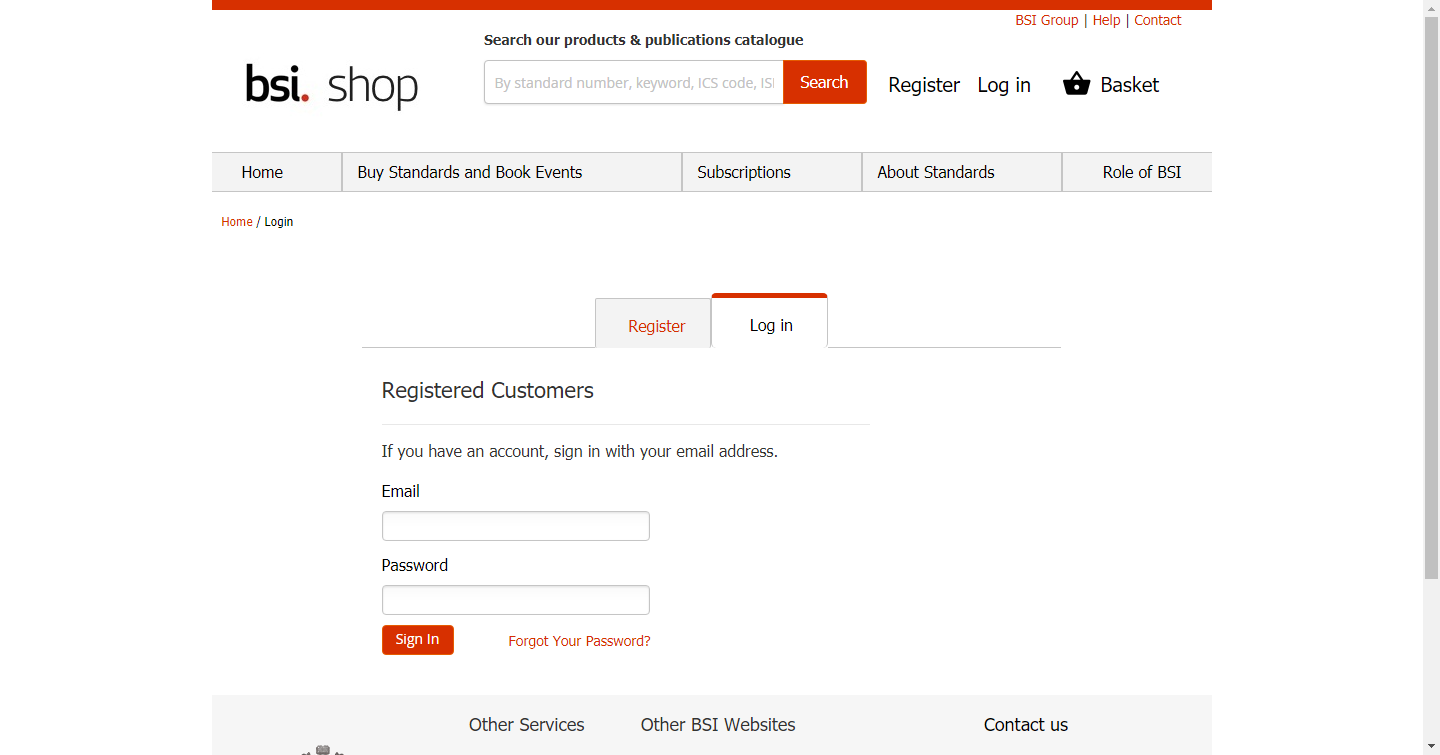 BSI Group | Help | Contact
Search our products & publications catalogue
bsi. shop
By standard number, keyword, ICS code, ISI
Search
Register
Log in
Basket
Home
Buy Standards and Book Events
Subscriptions
About Standards
Role of BSI
Home / Login
Register
Log in
Registered Customers
If you have an account, sign in with your email address.
Email
Password
Sign In
Forgot Your Password?
Other Services
Other BSI Websites
Contact us